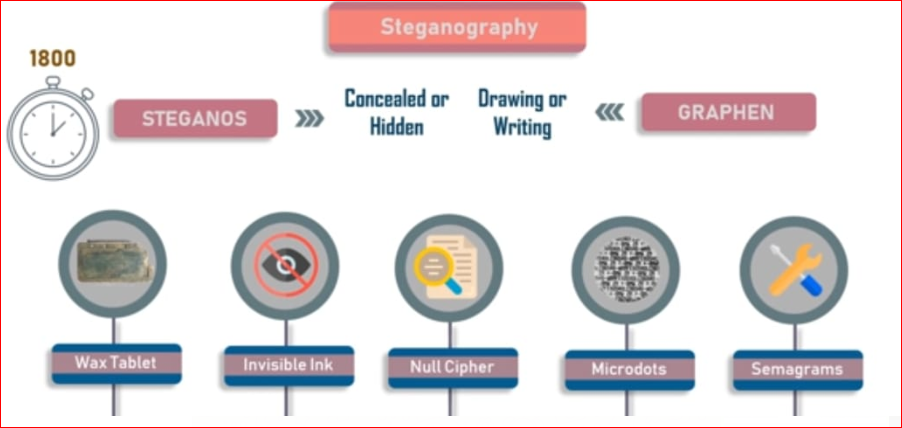 Steganography
1800
STEGANOS
Concealed or
Hidden
Drawing or
Writing
GRAPHEN
Wax Tablet
Invisible Ink
Null Cipher
Microdots
Semagrams